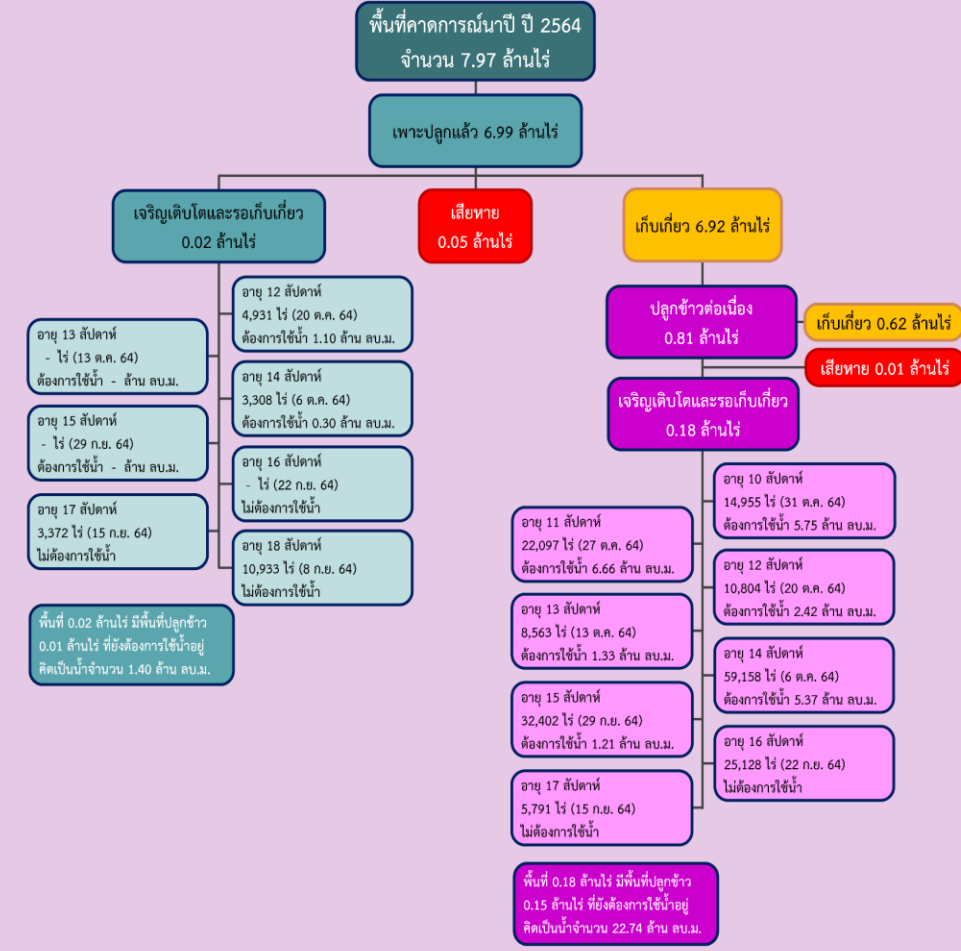 พื้นที่คาดการณ์นาปี ปี 2564
จำนวน 7.97 ล้านไร่
เพาะปลูกแล้ว 6.99 ล้านไร่
เจริญเติบโตและรอเก็บเกี่ยว
0.02 ล้านไร่
เสียหาย
0.05 ล้านไร่
เก็บเกี่ยว 6.92 ล้านไร่
อายุ 12 สัปดาห์
4,931 ไร่ (20 ต.ค. 64)
ต้องการใช้น้ำ 1.10 ล้าน ลบ.ม.
อายุ 13 สัปดาห์
- ไร่ (13 ต.ค. 64)
ต้องการใช้น้ำ - ล้าน ลบ.ม.
อายุ 14 สัปดาห์
3,308 ไร่ (6 ต.ค. 64)
ต้องการใช้น้ำ 0.30 ล้าน ลบ.ม.
อายุ 15 สัปดาห์
- ไร่ (29 ก.ย. 64)
ต้องการใช้น้ำ - ล้าน ลบ.ม.
อายุ 16 สัปดาห์
- ไร่ (22 ก.ย. 64)
ไม่ต้องการใช้น้ำ
อายุ 17 สัปดาห์
3,372 ไร่ (15 ก.ย. 64)
ไม่ต้องการใช้น้ำ
อายุ 18 สัปดาห์
10,933 ไร่ (8 ก.ย. 64)
ไม่ต้องการใช้น้ำ
พื้นที่ 0.02 ล้านไร่ มีพื้นที่ปลูกข้าว
0.01 ล้านไร่ ที่ยังต้องการใช้น้ำอยู่
คิดเป็นน้ำจำนวน 1.40 ล้าน ลบ.ม.
ปลูกข้าวต่อเนื่อง
0.81 ล้านไร่
เก็บเกี่ยว 0.62 ล้านไร่
เสียหาย 0.01 ล้านไร่
เจริญเติบโตและรอเก็บเกี่ยว
0.18 ล้านไร่
อายุ 10 สัปดาห์
14,955 ไร่ (31 ต.ค. 64)
ต้องการใช้น้ำ 5.75 ล้าน ลบ.ม.
อายุ 11 สัปดาห์
22,097 ไร่ (27 ต.ค. 64)
ต้องการใช้น้ำ 6.66 ล้าน ลบ.ม.
อายุ 12 สัปดาห์
10,804 ไร่ (20 ต.ค. 64)
ต้องการใช้น้ำ 2.42 ล้าน ลบ.ม.
อายุ 13 สัปดาห์
8,563 ไร่ (13 ต.ค. 64)
ต้องการใช้น้ำ 1.33 ล้าน ลบ.ม.
อายุ 14 สัปดาห์
59,158 ไร่ (6 ต.ค. 64)
ต้องการใช้น้ำ 5.37 ล้าน ลบ.ม.
อายุ 15 สัปดาห์
32,402 ไร่ (29 ก.ย. 64)
ต้องการใช้น้ำ 1.21 ล้าน ลบ.ม.
อายุ 16 สัปดาห์
25,128 ไร่ (22 ก.ย. 64)
ไม่ต้องการใช้น้ำ
อายุ 17 สัปดาห์
5,791 ไร่ (15 ก.ย. 64)
ไม่ต้องการใช้น้ำ
พื้นที่ 0.18 ล้านไร่ มีพื้นที่ปลูกข้าว
0.15 ล้านไร่ ที่ยังต้องการใช้น้ำอยู่
คิดเป็นน้ำจำนวน 22.74 ล้าน ลบ.ม.